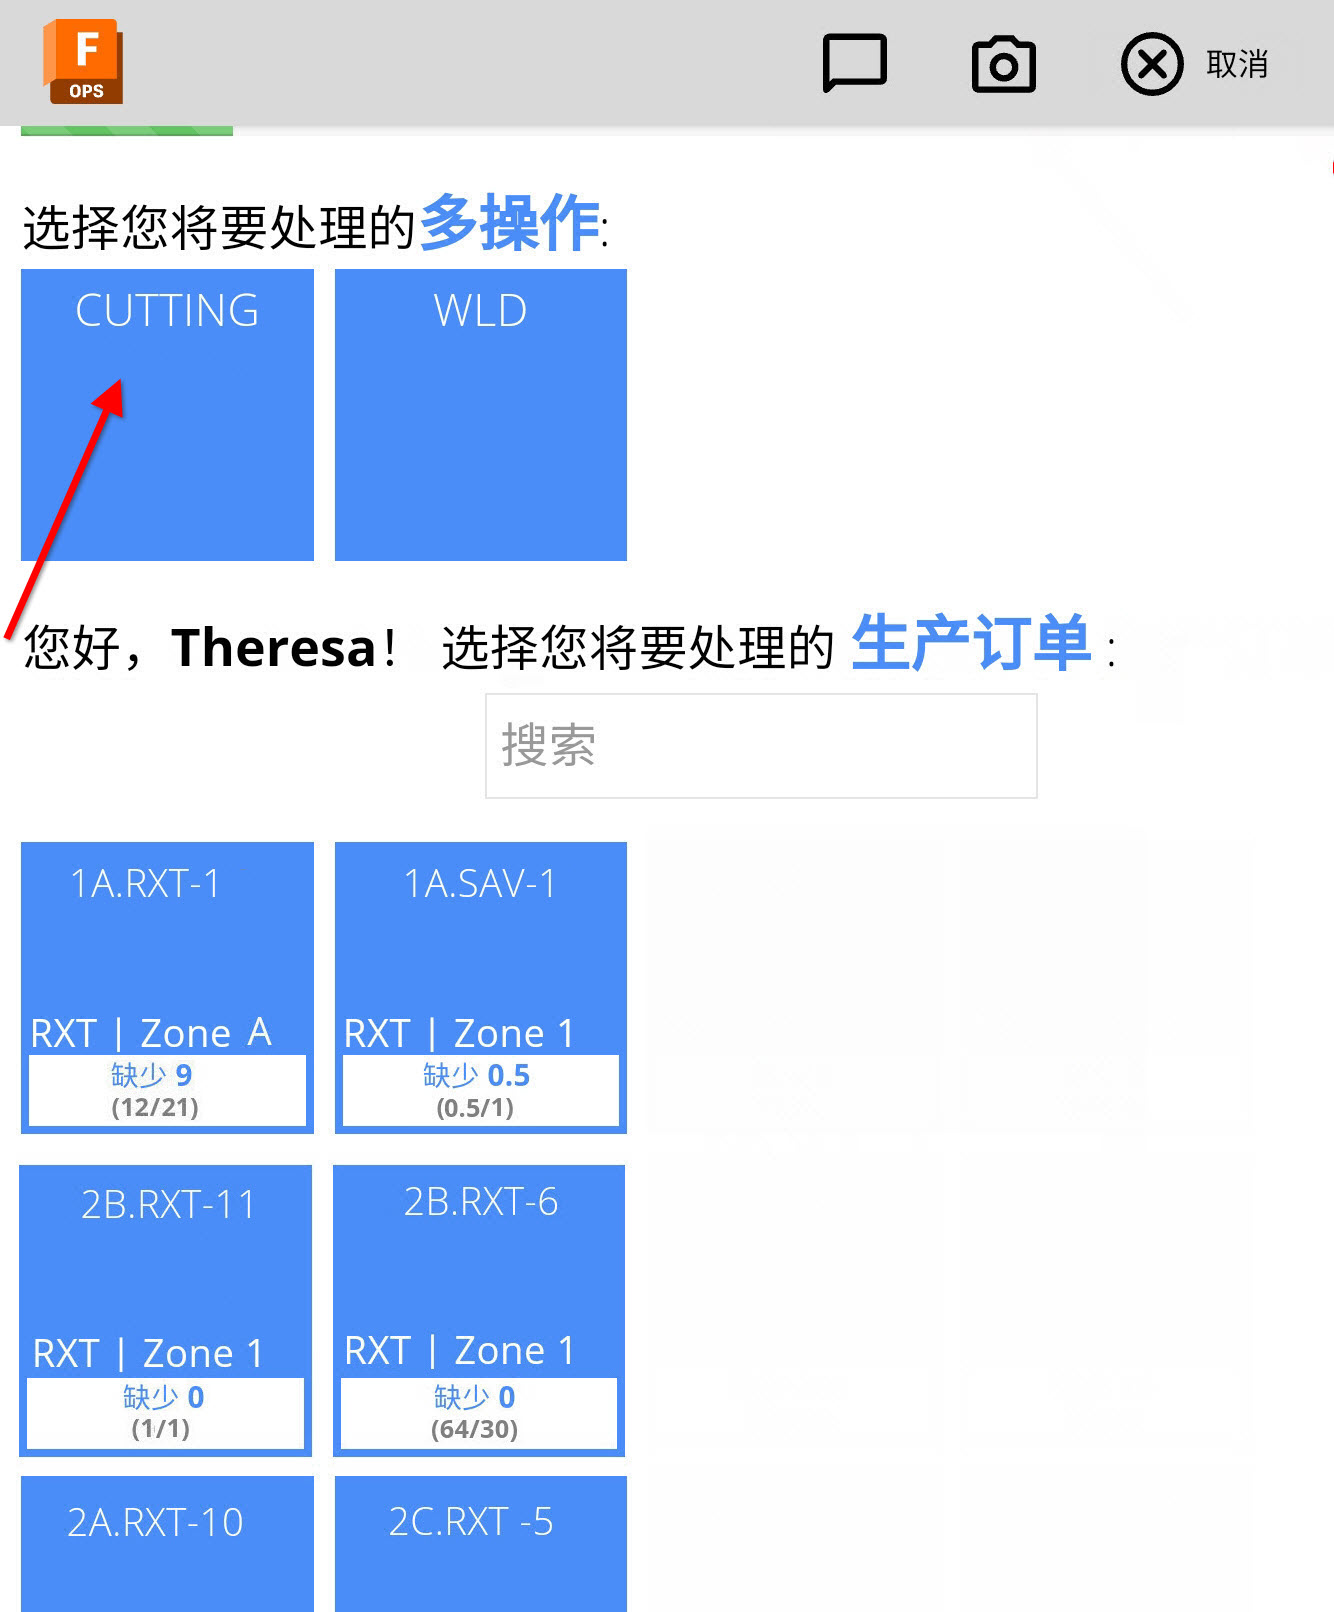 F
OPS
取消
选择您将要处理的多操作:
CUTTING
WLD
您好，Theresa！ 选择您将要处理的 生产订单 :
搜索
1A.RXT-1
RXT | Zone A
缺少 9
(12/21)
1A.SAV-1
RXT | Zone 1
缺少 0.5
(0.5/1)
2B.RXT-11
RXT | Zone 1
缺少 0
(1/1)
2B.RXT-6
RXT | Zone 1
缺少 0
(64/30)
2A.RXT-10
2C.RXT -5